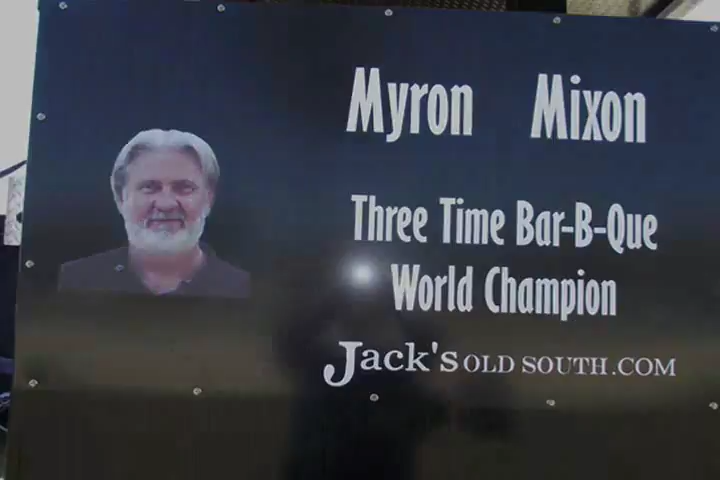 Myron Mixon
Three Time Bar-B-Que
World Champion
Jack's OLD SOUTH.COM